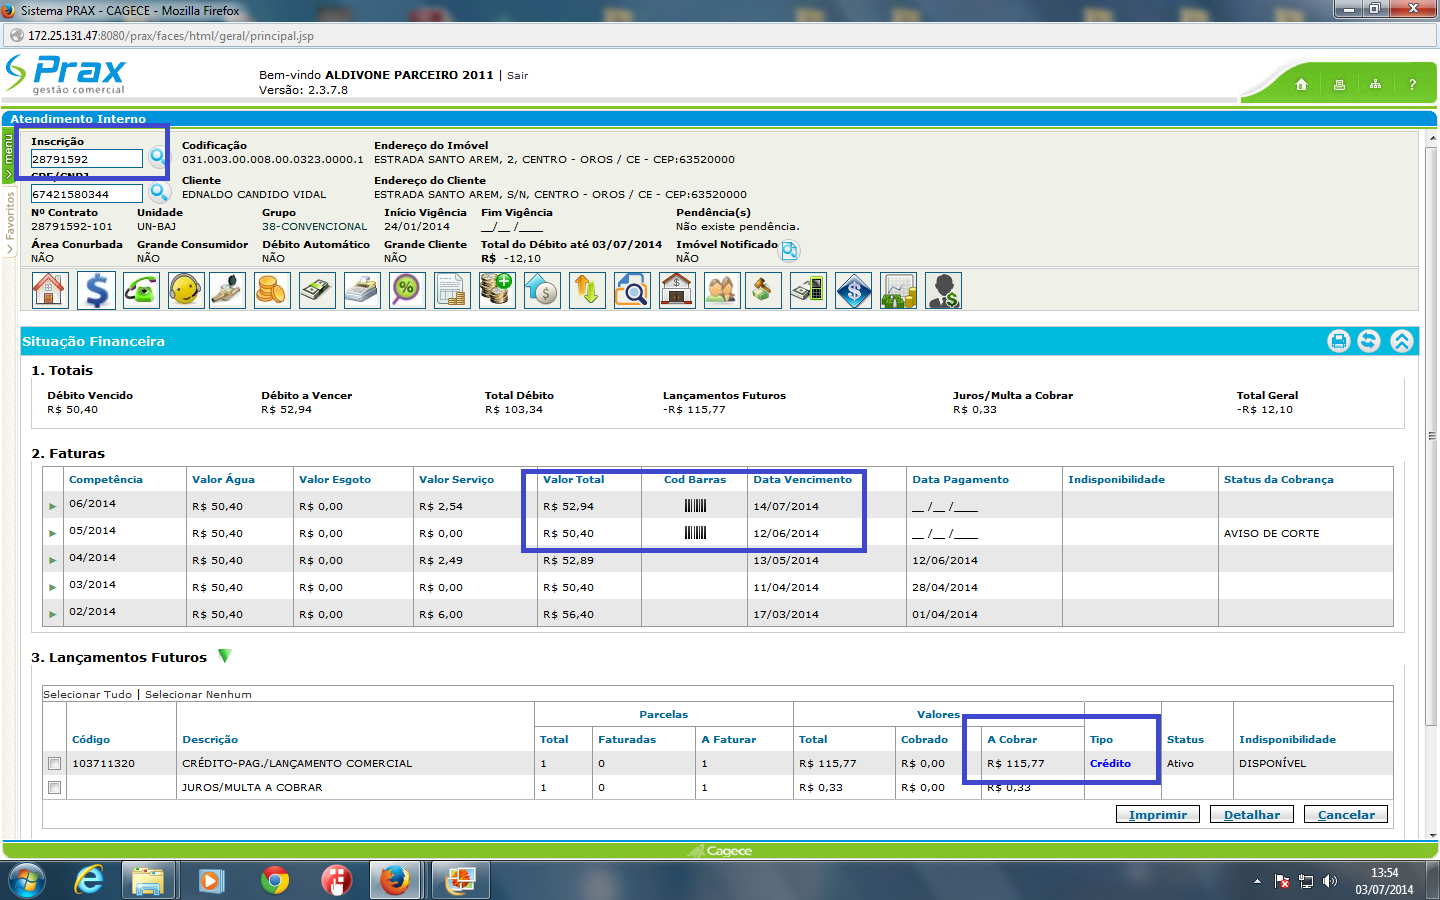 Sistema PRAX - CAGECE - Mozilla Firefox
172.25.131.47:8080/prax/faces/html/geral/principal.jsp
Prax
gestão comercial
Bem-vindo ALDIVONE PARCEIRO 2011 | Sair
Versão: 2.3.7.8
?
Atendimento Interno
menu
Favoritos
Inscrição Codificação Endereço do Imóvel
28791592 031.003.00.008.00.0323.0000.1 ESTRADA SANTO AREM, 2, CENTRO - OROS / CE - CEP:63520000
CPF/CNPJ Cliente Endereço do Cliente
67421580344 EDNALDO CANDIDO VIDAL ESTRADA SANTO AREM, S/N, CENTRO - OROS / CE - CEP:63520000
Nº Contrato Unidade Grupo Início Vigência Fim Vigência Pendência(s)
28791592-101 UN-BAJ 38-CONVENCIONAL 24/01/2014 __/__ /____ Não existe pendência.
Área Conurbada Grande Consumidor Débito Automático Grande Cliente Total do Débito até 03/07/2014 Imóvel Notificado
NÃO NÃO NÃO NÃO R$ -12,10 NÃO
Situação Financeira
1. Totais
Débito Vencido Débito a Vencer Total Débito Lançamentos Futuros Juros/Multa a Cobrar Total Geral
R$ 50,40 R$ 52,94 R$ 103,34 -R$ 115,77 R$ 0,33 -R$ 12,10
2. Faturas
Competência Valor Água Valor Esgoto Valor Serviço Valor Total Cod Barras Data Vencimento Data Pagamento Indisponibilidade Status da Cobrança
06/2014 R$ 50,40 R$ 0,00 R$ 2,54 R$ 52,94 14/07/2014 __ /__ /____
05/2014 R$ 50,40 R$ 0,00 R$ 0,00 R$ 50,40 12/06/2014 __ /__ /____ AVISO DE CORTE
04/2014 R$ 50,40 R$ 0,00 R$ 2,49 R$ 52,89 13/05/2014 12/06/2014
03/2014 R$ 50,40 R$ 0,00 R$ 0,00 R$ 50,40 11/04/2014 28/04/2014
02/2014 R$ 50,40 R$ 0,00 R$ 6,00 R$ 56,40 17/03/2014 01/04/2014
3. Lançamentos Futuros
Selecionar Tudo | Selecionar Nenhum
Parcelas Valores
Código Descrição Total Faturadas A Faturar Total Cobrado A Cobrar Tipo Status Indisponibilidade
103711320 CRÉDITO-PAG./LANÇAMENTO COMERCIAL 1 0 1 R$ 115,77 R$ 0,00 R$ 115,77 Crédito Ativo DISPONÍVEL
JUROS/MULTA A COBRAR 1 0 1 R$ 0,33 R$ 0,00 R$ 0,33
Imprimir Detalhar Cancelar
Cagece
13:54
03/07/2014